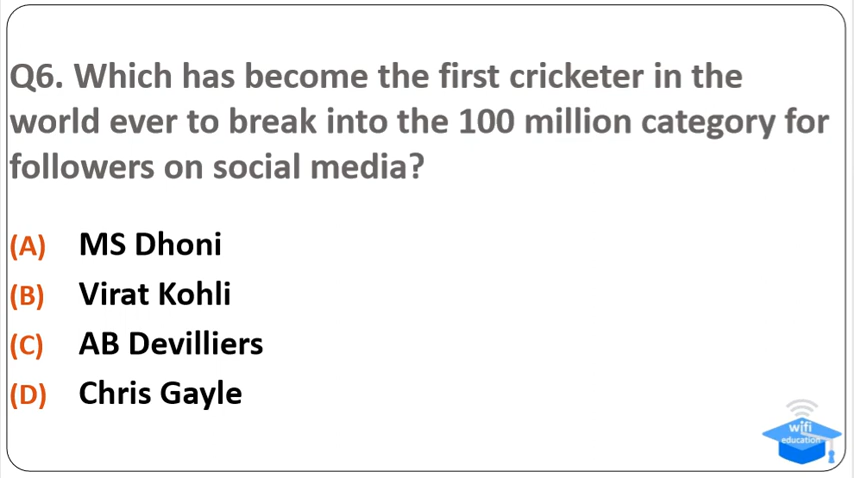 Q6. Which has become the first cricketer in the
world ever to break into the 100 million category for
followers on social media?
(A) MS Dhoni
(B) Virat Kohli
(C) AB Devilliers
(D) Chris Gayle
wifi
education